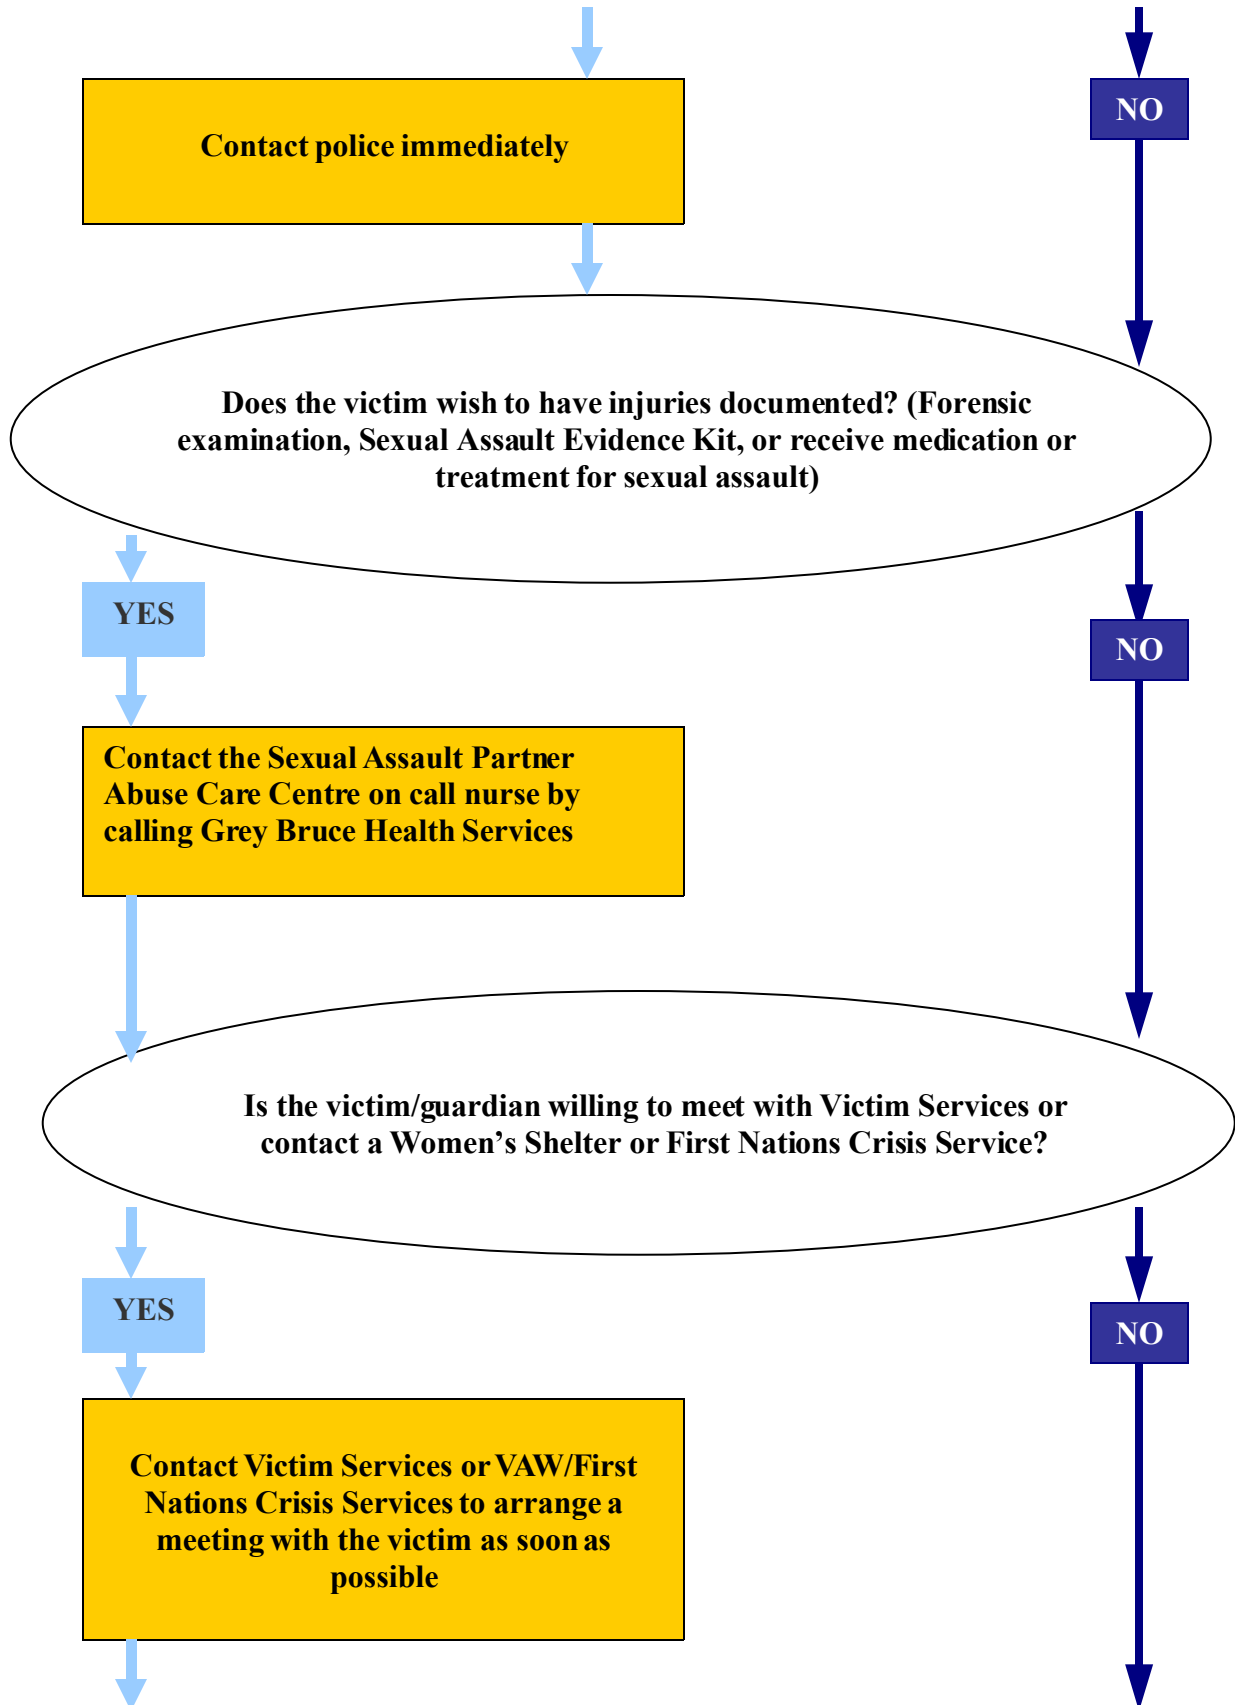 Contact police immediately
NO
Does the victim wish to have injuries documented? (Forensic
examination, Sexual Assault Evidence Kit, or receive medication or
treatment for sexual assault)
YES
NO
Contact the Sexual Assault Partner
Abuse Care Centre on call nurse by
calling Grey Bruce Health Services
Is the victim/guardian willing to meet with Victim Services or
contact a Women’s Shelter or First Nations Crisis Service?
YES
NO
Contact Victim Services or VAW/First
Nations Crisis Services to arrange a
meeting with the victim as soon as
possible